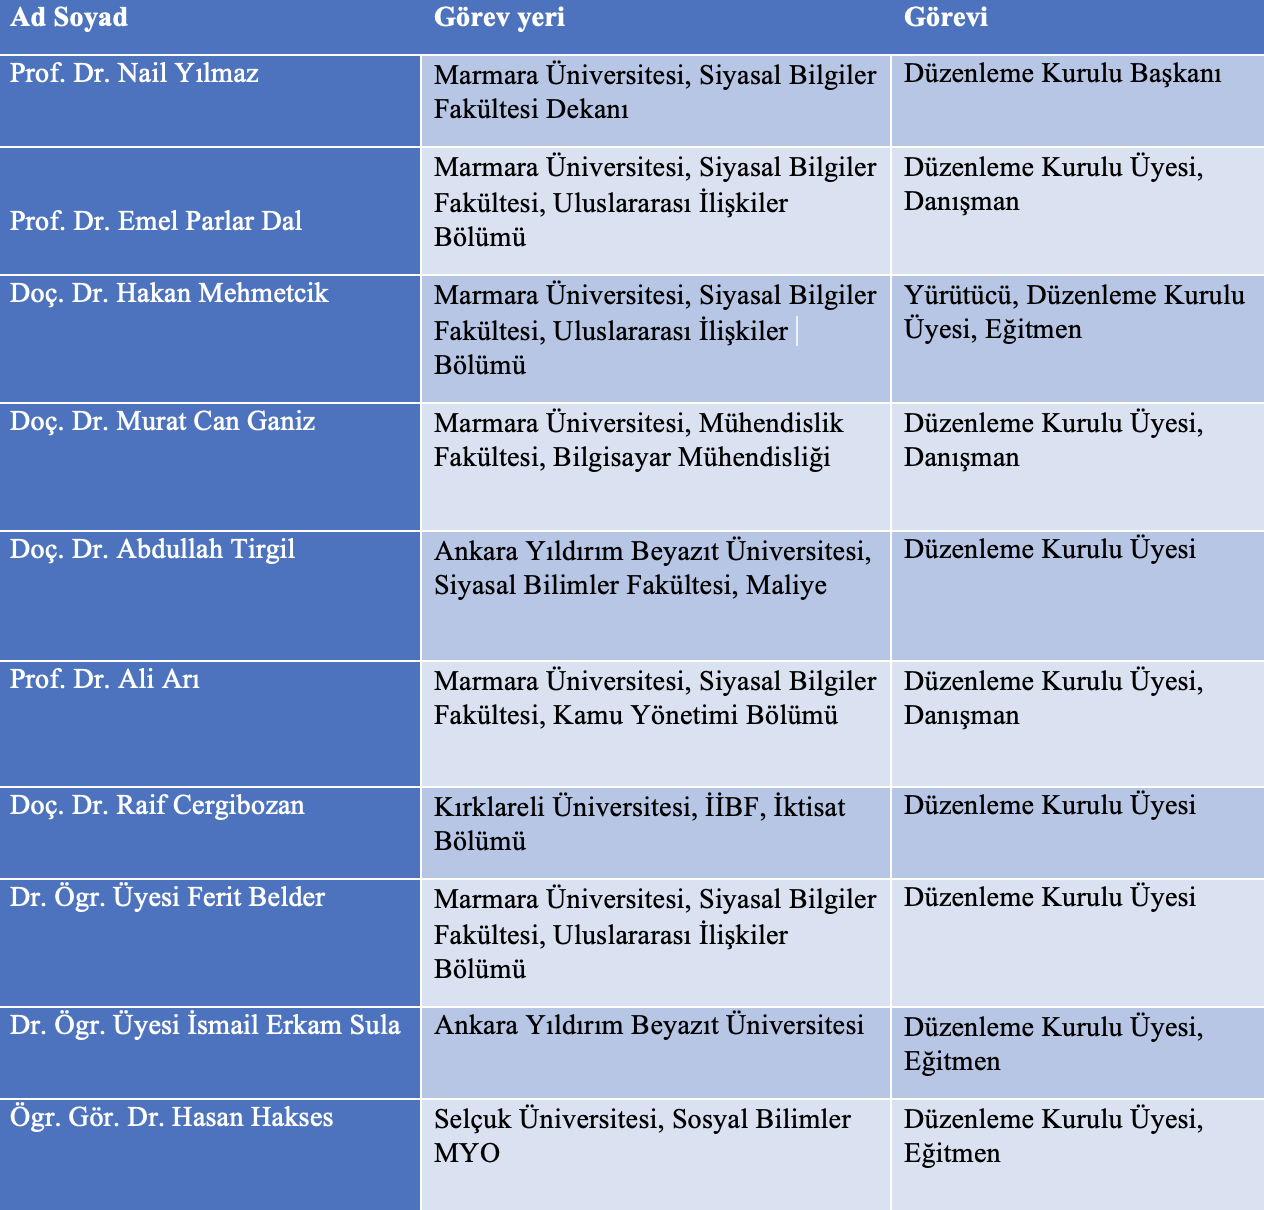 Ad Soyad
Görev yeri
Görevi
Prof. Dr. Nail Yılmaz
Marmara Üniversitesi, Siyasal Bilgiler
Fakültesi Dekanı
Düzenleme Kurulu Başkanı
Prof. Dr. Emel Parlar Dal
Marmara Üniversitesi, Siyasal Bilgiler
Fakültesi, Uluslararası İlişkiler
Bölümü
Düzenleme Kurulu Üyesi,
Danışman
Doç. Dr. Hakan Mehmetcik
Marmara Üniversitesi, Siyasal Bilgiler
Fakültesi, Uluslararası İlişkiler
Bölümü
Yürütücü, Düzenleme Kurulu
Üyesi, Eğitmen
Doç. Dr. Murat Can Ganiz
Marmara Üniversitesi, Mühendislik
Fakültesi, Bilgisayar Mühendisliği
Düzenleme Kurulu Üyesi,
Danışman
Doç. Dr. Abdullah Tirgil
Ankara Yıldırım Beyazıt Üniversitesi,
Siyasal Bilimler Fakültesi, Maliye
Düzenleme Kurulu Üyesi
Prof. Dr. Ali Arı
Marmara Üniversitesi, Siyasal Bilgiler
Fakültesi, Kamu Yönetimi Bölümü
Düzenleme Kurulu Üyesi,
Danışman
Doç. Dr. Raif Cergibozan
Kırklareli Üniversitesi, İİBF, İktisat
Bölümü
Düzenleme Kurulu Üyesi
Dr. Ögr. Üyesi Ferit Belder
Marmara Üniversitesi, Siyasal Bilgiler
Fakültesi, Uluslararası İlişkiler
Bölümü
Düzenleme Kurulu Üyesi
Dr. Ögr. Üyesi İsmail Erkam Sula
Ankara Yıldırım Beyazıt Üniversitesi
Düzenleme Kurulu Üyesi,
Eğitmen
Ögr. Gör. Dr. Hasan Hakses
Selçuk Üniversitesi, Sosyal Bilimler
MYO
Düzenleme Kurulu Üyesi,
Eğitmen